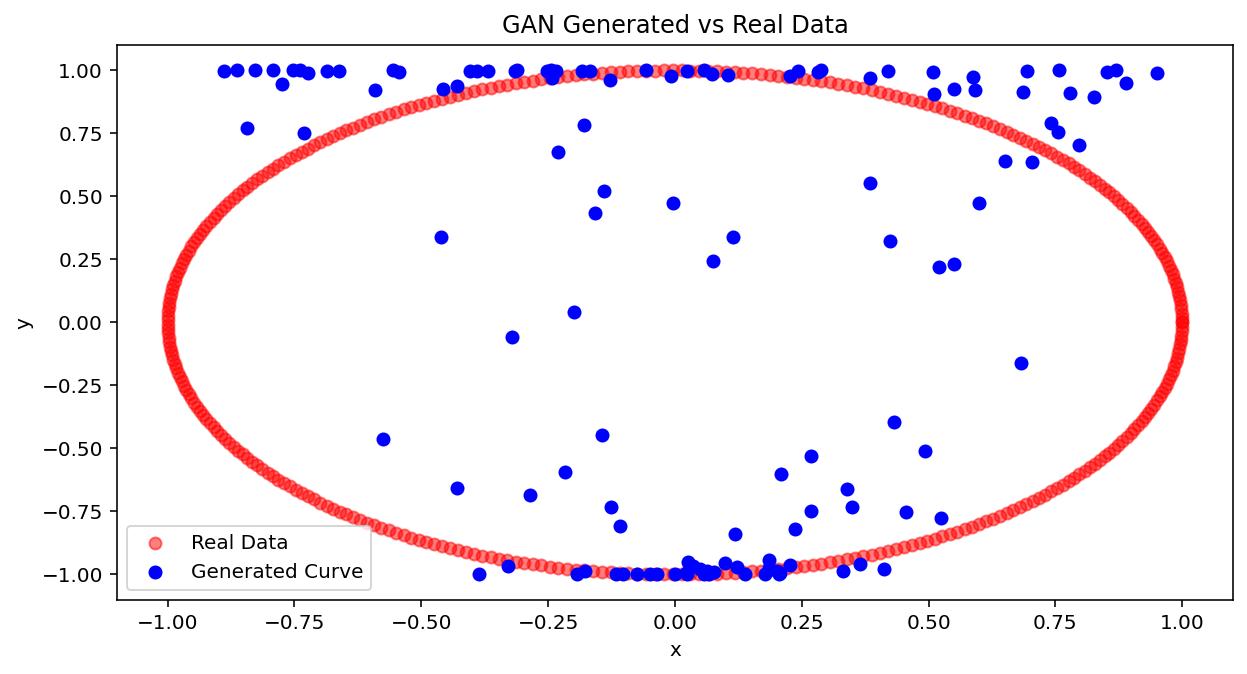 GAN Generated vs Real Data
1.00
0.75
0.50
0.25
0.00
−0.25
−0.50
−0.75
−1.00
y
Real Data
Generated Curve
−1.00 −0.75 −0.50 −0.25 0.00 0.25 0.50 0.75 1.00
x